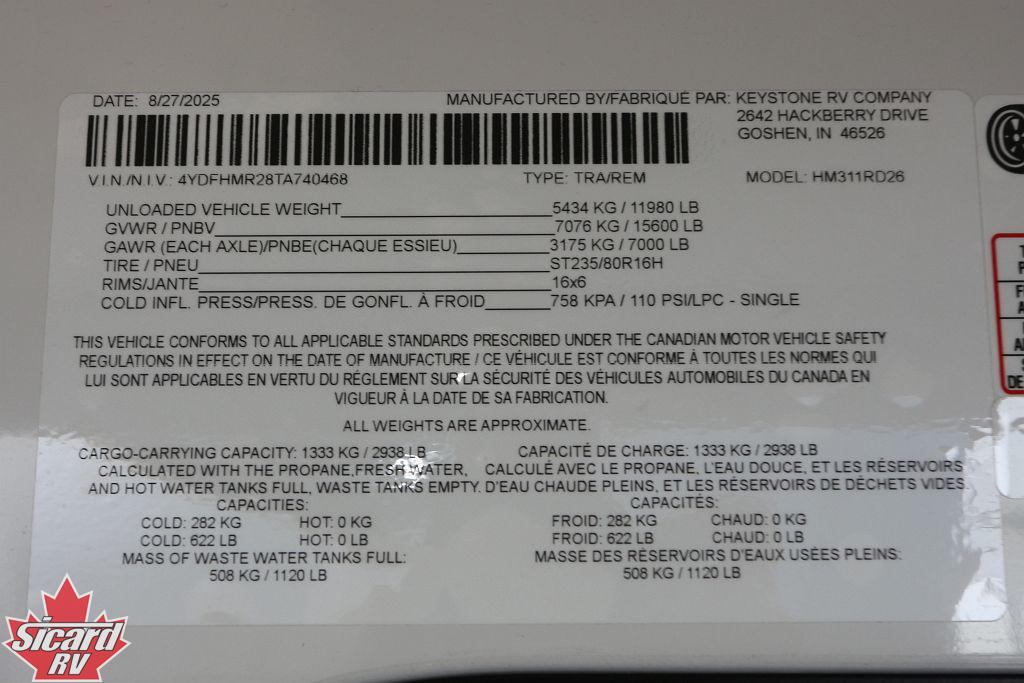 DATE: 8/27/2025
MANUFACTURED BY/FABRIQUÉ PAR: KEYSTONE RV COMPANY
2642 HACKBERRY DRIVE
GOSHEN, IN 46526
V.I.N./N.I.V.: 4YDFHMR28TA740468 TYPE: TRA/REM MODEL: HM311RD26
UNLOADED VEHICLE WEIGHT 5434 KG / 11980 LB
GVWR / PNBV 7076 KG / 15600 LB
GAWR (EACH AXLE)/PNBE(CHAQUE ESSIEU) 3175 KG / 7000 LB
TIRE / PNEU ST235/80R16H
RIMS/JANTE 16x6
COLD INFL. PRESS/PRESS. DE GONFL. À FROID 758 KPA / 110 PSI/LPC - SINGLE
THIS VEHICLE CONFORMS TO ALL APPLICABLE STANDARDS PRESCRIBED UNDER THE CANADIAN MOTOR VEHICLE SAFETY
REGULATIONS IN EFFECT ON THE DATE OF MANUFACTURE / CE VÉHICULE EST CONFORME À TOUTES LES NORMES QUI
LUI SONT APPLICABLES EN VERTU DU RÉGLEMENT SUR LA SÉCURITÉ DES VÉHICULES AUTOMOBILES DU CANADA EN
VIGUEUR À LA DATE DE SA FABRICATION.
ALL WEIGHTS ARE APPROXIMATE.
CARGO-CARRYING CAPACITY: 1333 KG / 2938 LB
CALCULATED WITH THE PROPANE,FRESH WATER,
AND HOT WATER TANKS FULL, WASTE TANKS EMPTY.
CAPACITIES:
COLD: 282 KG HOT: 0 KG
COLD: 622 LB HOT: 0 LB
MASS OF WASTE WATER TANKS FULL:
508 KG / 1120 LB
CAPACITÉ DE CHARGE: 1333 KG / 2938 LB
CALCULÉ AVEC LE PROPANE, L'EAU DOUCE, ET LES RÉSERVOIRS
D'EAU CHAUDE PLEINS, ET LES RÉSERVOIRS DE DÉCHETS VIDES.
CAPACITÉS:
FROID: 282 KG CHAUD: 0 KG
FROID: 622 LB CHAUD: 0 LB
MASSE DES RÉSERVOIRS D'EAUX USÉES PLEINS:
508 KG / 1120 LB
Sicard
RV